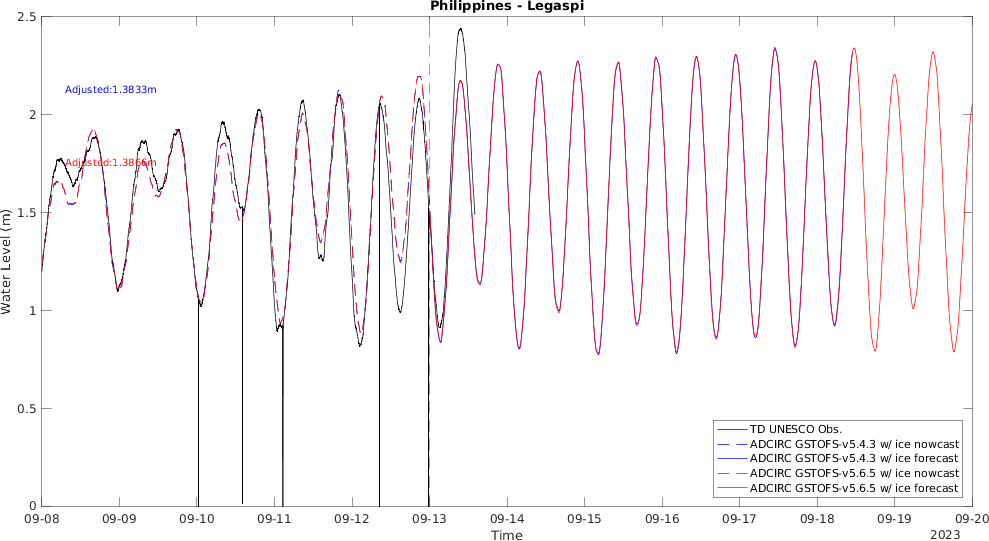 Philippines - Legaspi
2.5
2
1.5
1
0.5
0
Water Level (m)
Adjusted:1.3833m
Adjusted:1.3866m
TD UNESCO Obs.
ADCIRC GSTOFS-v5.4.3 w/ ice nowcast
ADCIRC GSTOFS-v5.4.3 w/ ice forecast
ADCIRC GSTOFS-v5.6.5 w/ ice nowcast
ADCIRC GSTOFS-v5.6.5 w/ ice forecast
09-08 09-09 09-10 09-11 09-12 09-13 09-14 09-15 09-16 09-17 09-18 09-19 09-20
Time
2023